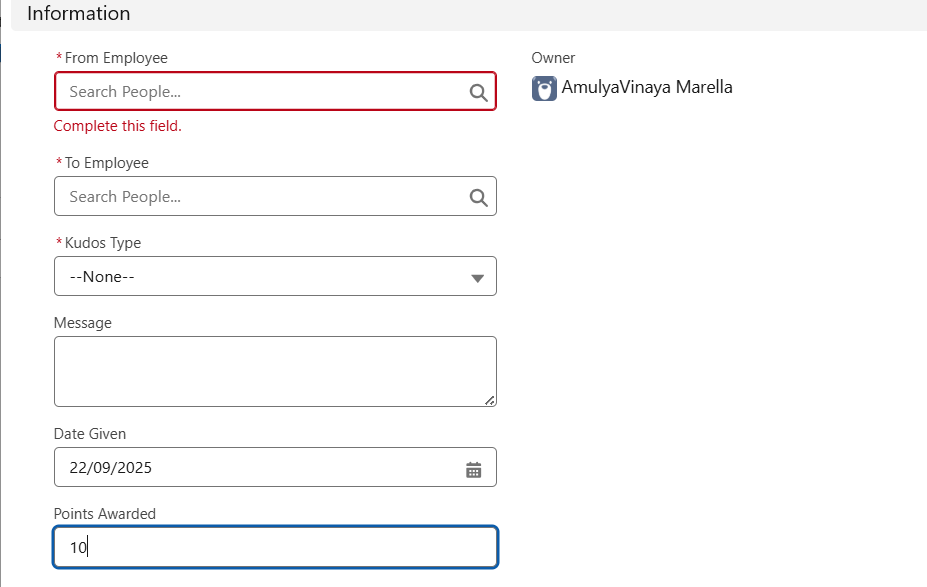 Information
*From Employee
Search People...
Complete this field.
*To Employee
Search People...
*Kudos Type
--None--
Message
Date Given
22/09/2025
Points Awarded
10
Owner
AmulyaVinaya Marella